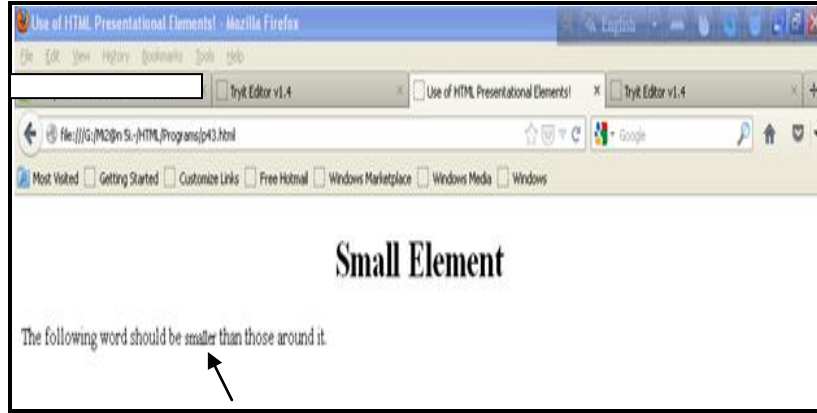 Use of HTML Presentational Elements! - Mozilla Firefox
English
File Edit View History Bookmarks Tools Help
Tryit Editor v1.4 × Use of HTML Presentational Elements! × Tryit Editor v1.4 × +
Google
Most Visited Getting Started Customize Links Free Hotmail Windows Marketplace Windows Media Windows
Small Element
The following word should be smaller than those around it.